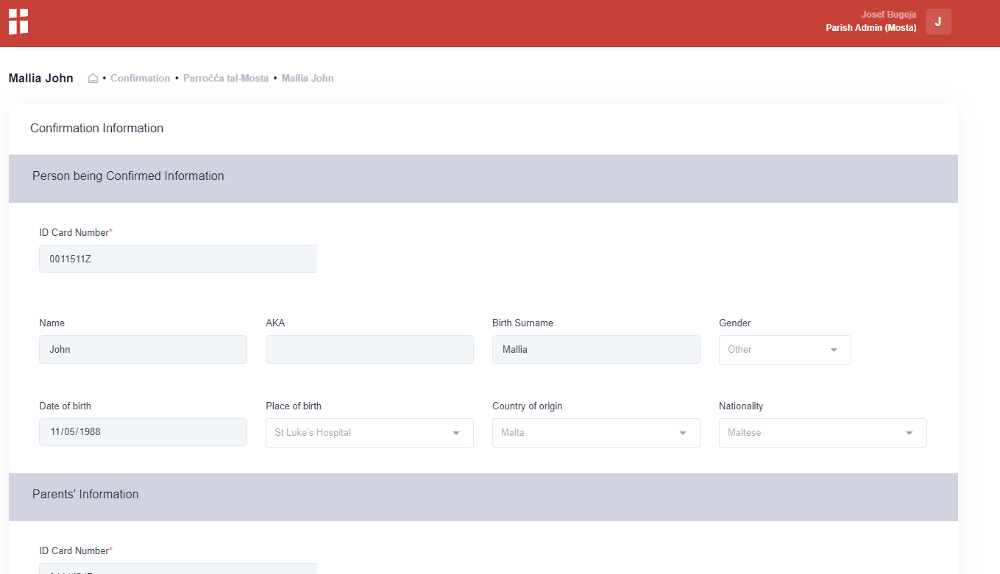 Josef Bugeja
Parish Admin (Mosta)
J
Mallia John • Confirmation • Parroċċa tal-Mosta • Mallia John
Confirmation Information
Person being Confirmed Information
ID Card Number*
0011511Z
Name AKA Birth Surname Gender
John Mallia Other
Date of birth Place of birth Country of origin Nationality
11/05/1988 St Luke's Hospital Malta Maltese
Parents' Information
ID Card Number*